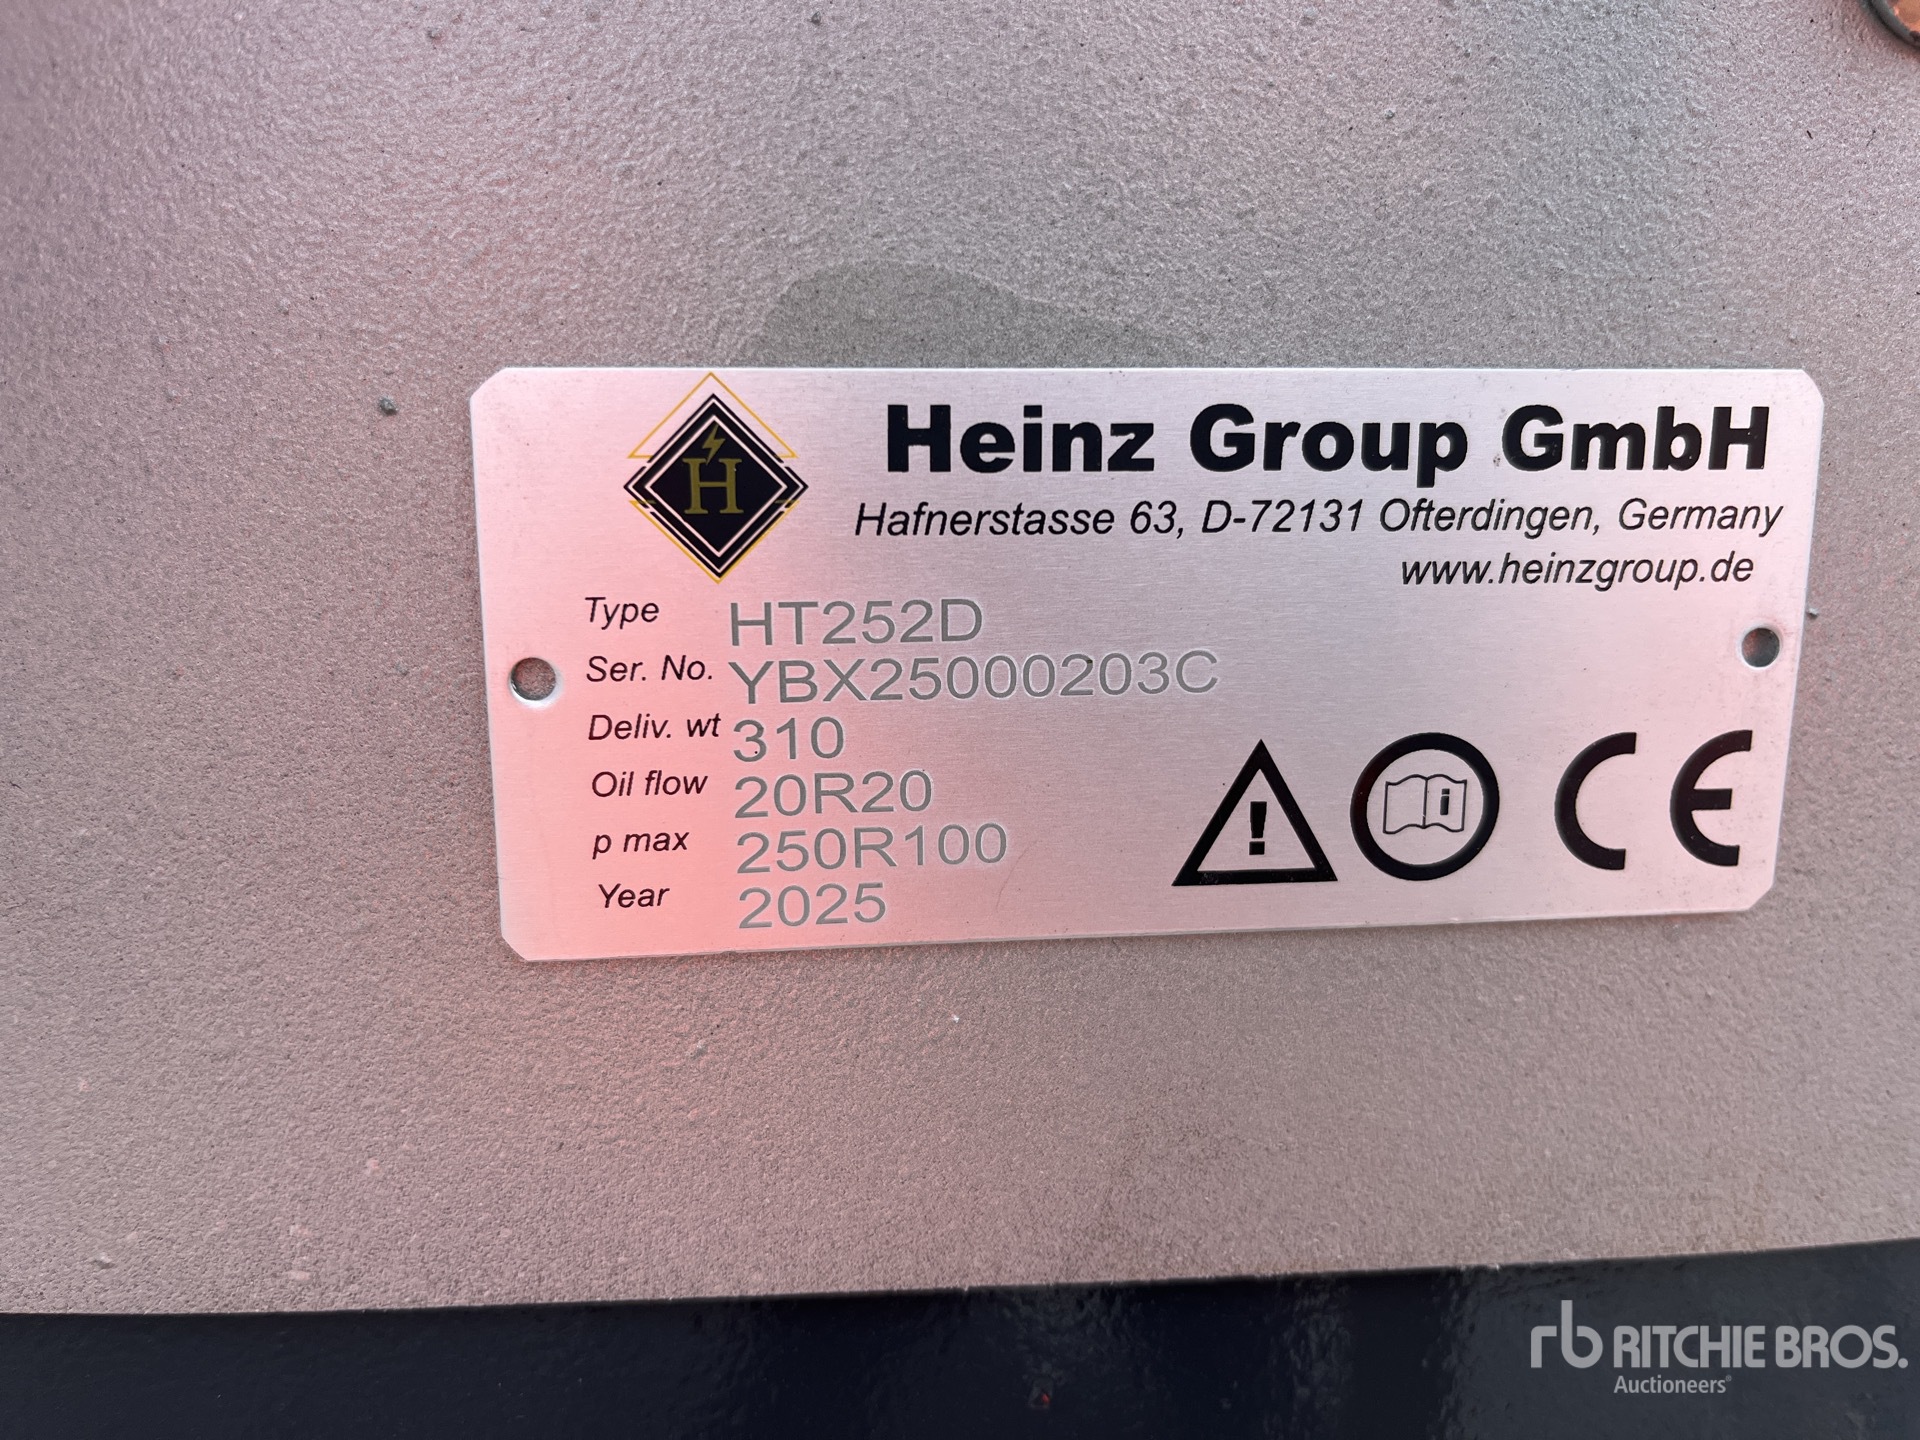 H
Heinz Group GmbH
Hafnerstasse 63, D-72131 Ofterdingen, Germany
www.heinzgroup.de
Type HT252D
Ser. No. YBX25000203C
Deliv. wt 310
Oil flow 20R20
p max 250R100
Year 2025
! i CE
rb RITCHIE BROS.
Auctioneers®